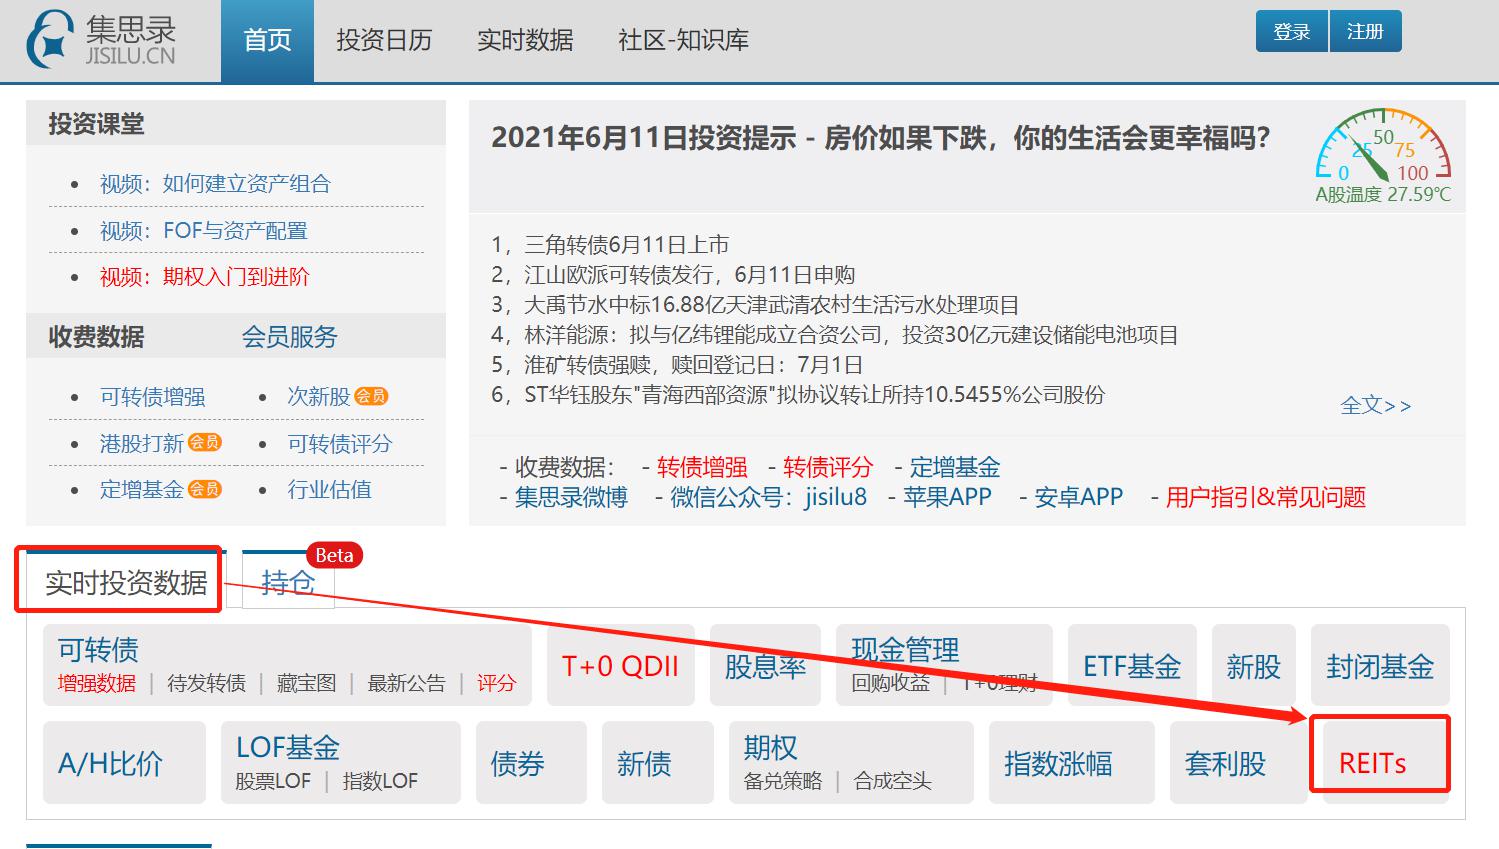 集思录
JISILU.CN
首页 投资日历 实时数据 社区-知识库
登录 注册
投资课堂
视频：如何建立资产组合
视频：FOF与资产配置
视频：期权入门到进阶
收费数据 会员服务
可转债增强 次新股 会员
港股打新 会员 可转债评分
定增基金 会员 行业估值
2021年6月11日投资提示 - 房价如果下跌，你的生活会更幸福吗？
0 25 50 75 100
A股温度 27.59℃
1，三角转债6月11日上市
2，江山欧派可转债发行，6月11日申购
3，大禹节水中标16.88亿天津武清农村生活污水处理项目
4，林洋能源：拟与亿纬锂能成立合资公司，投资30亿元建设储能电池项目
5，淮矿转债强赎，赎回登记日：7月1日
6，ST华钰股东"青海西部资源"拟协议转让所持10.5455%公司股份
全文>>
- 收费数据： - 转债增强 - 转债评分 - 定增基金
- 集思录微博 - 微信公众号：jisilu8 - 苹果APP - 安卓APP - 用户指引&常见问题
实时投资数据 持仓 Beta
可转债
增强数据 | 待发转债 | 藏宝图 | 最新公告 | 评分
T+0 QDII
股息率
现金管理
回购收益 | T+0理财
ETF基金
新股
封闭基金
A/H比价
LOF基金
股票LOF | 指数LOF
债券
新债
期权
备兑策略 | 合成空头
指数涨幅
套利股
REITs